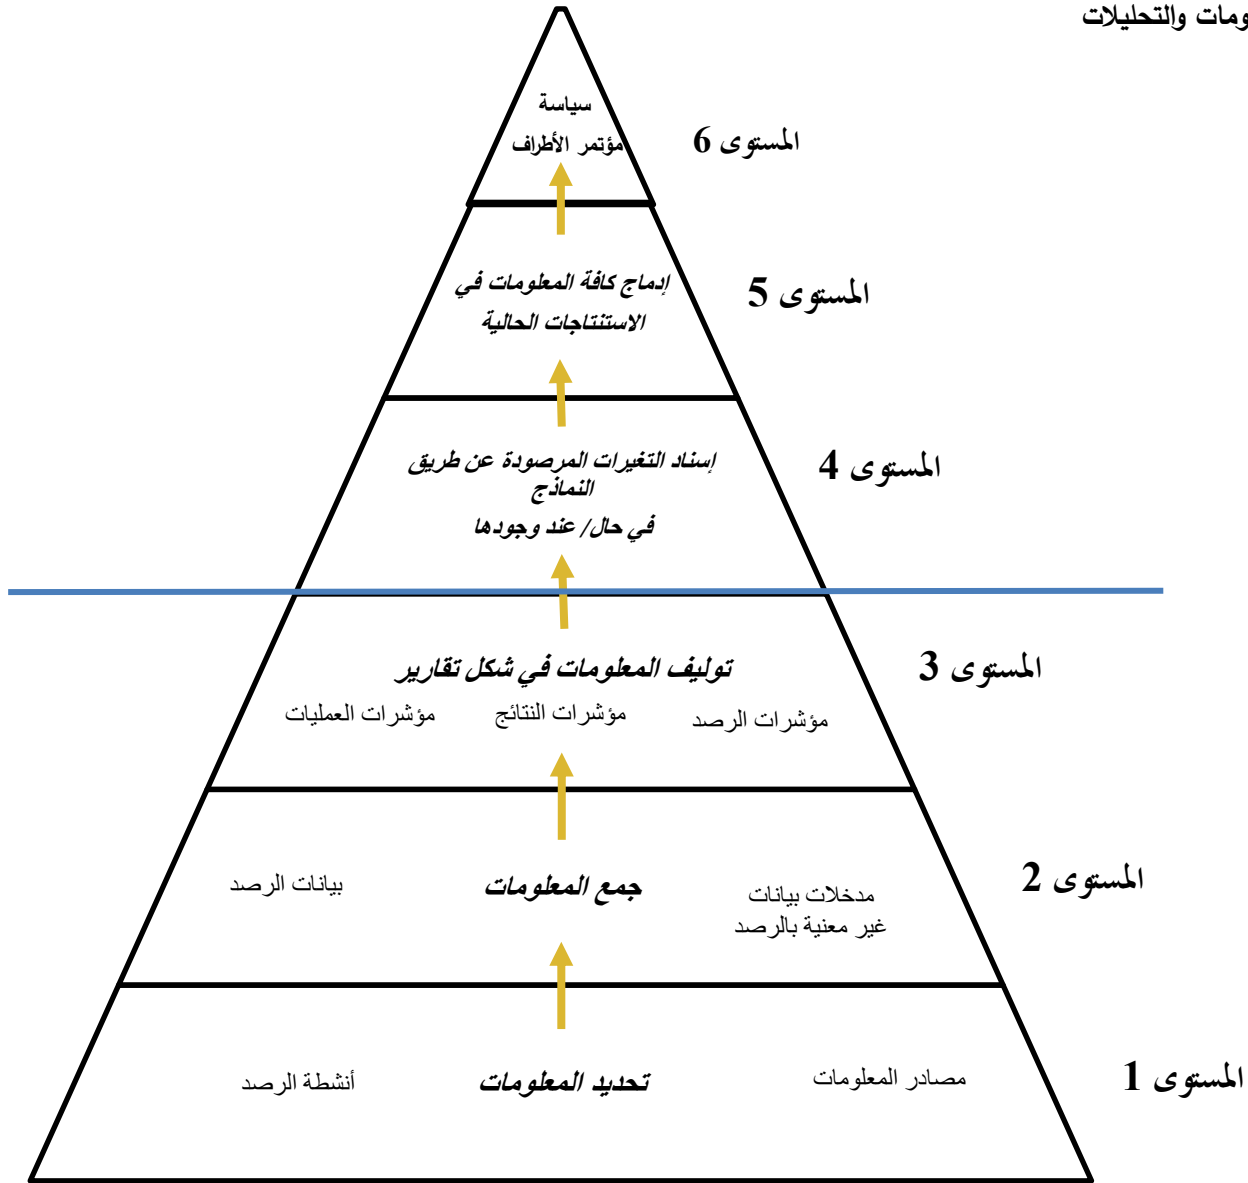 والتحليلات
سياسة
مؤتمر الأطراف
المستوى 6
إدماج كافة المعلومات في
الاستنتاجات الحالية
المستوى 5
إسناد التغيرات المرصودة عن طريق
النماذج
في حال/ عند وجودها
المستوى 4
توليف المعلومات في شكل تقارير
المستوى 3
مؤشرات الرصد
مؤشرات النتائج
مؤشرات العمليات
المستوى 2
مدخلات بيانات
غير معنية بالرصد
جمع المعلومات
بيانات الرصد
المستوى 1
مصادر المعلومات
تحديد المعلومات
أنشطة الرصد